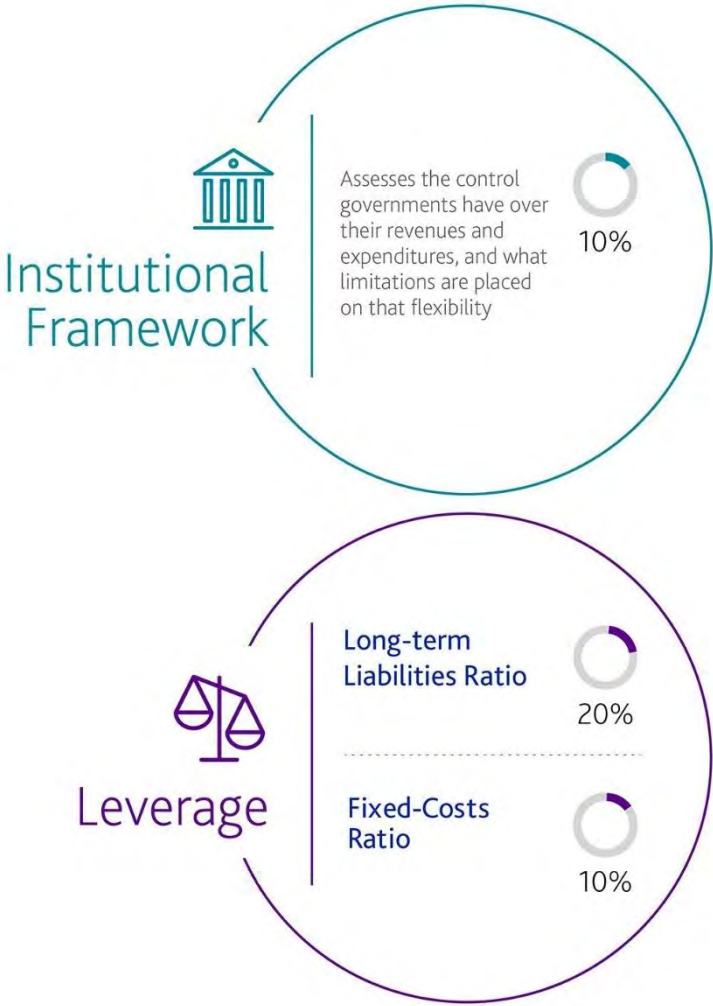 Institutional
Framework
Assesses the control
governments have over
their revenues and
expenditures, and what
limitations are placed
on that flexibility
10%
Leverage
Long-term
Liabilities Ratio
20%
Fixed-Costs
Ratio
10%